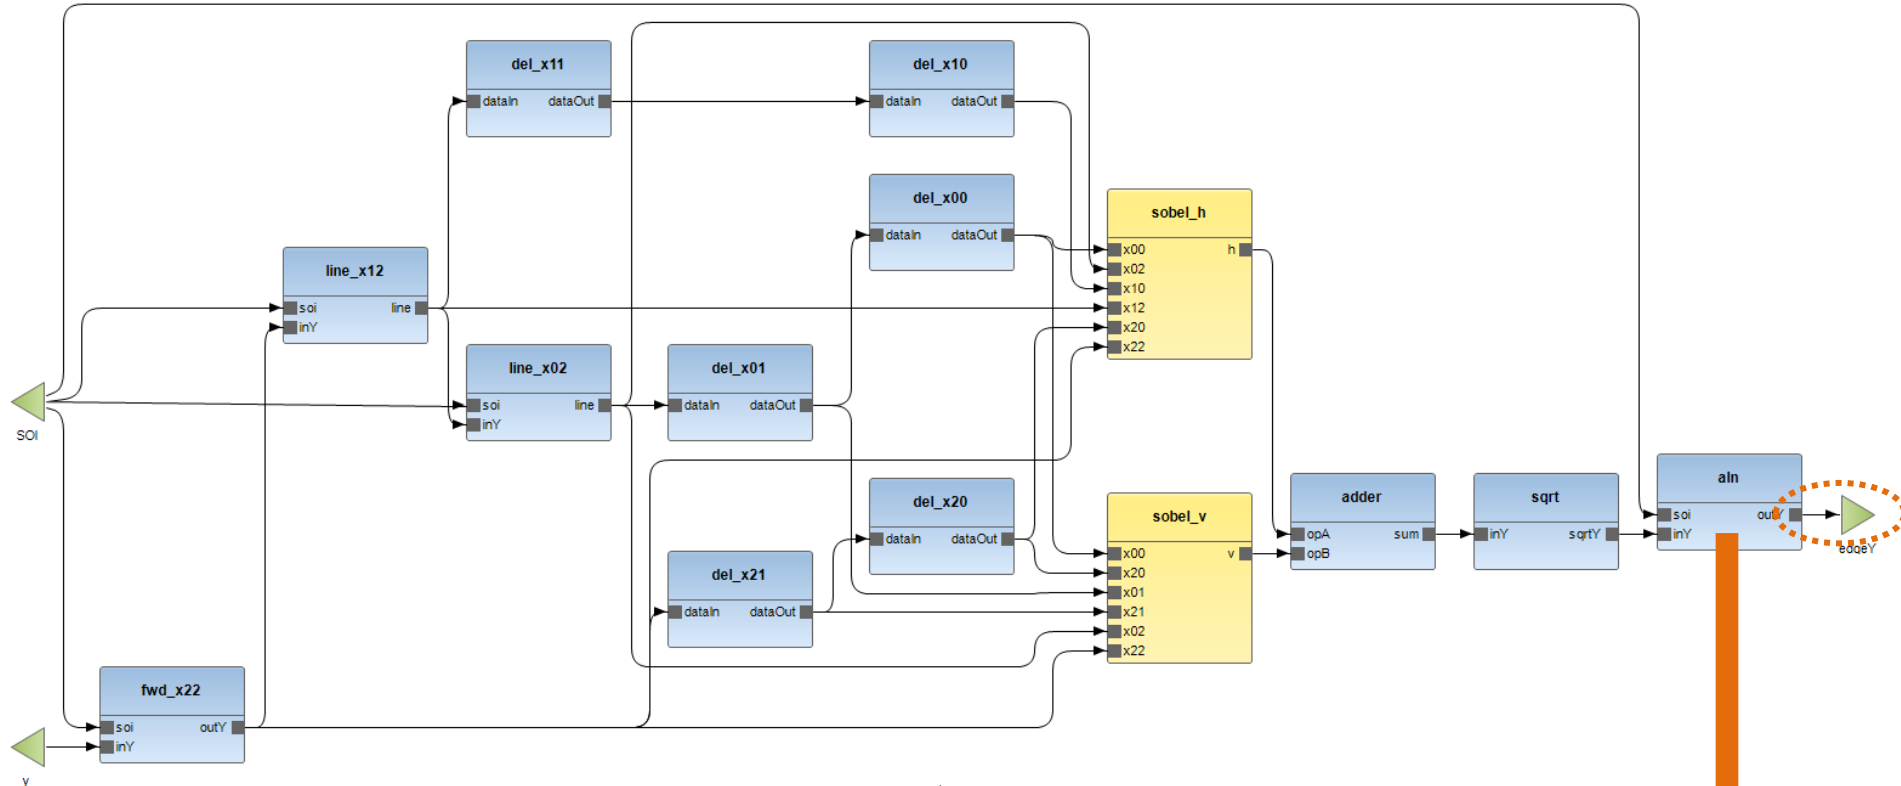 del_x11
dataIn dataOut
del_x10
dataIn dataOut
del_x00
dataIn dataOut
sobel_h
x00 h
x02
x10
x12
x20
x22
line_x12
soi line
inY
line_x02
soi line
inY
del_x01
dataIn dataOut
SOI
del_x20
dataIn dataOut
sobel_v
x00 v
x20
x01
x21
x02
x22
adder
opA sum
opB
sqrt
inY sqrtY
aln
soi outY
inY
edgeY
del_x21
dataIn dataOut
fwd_x22
soi outY
inY